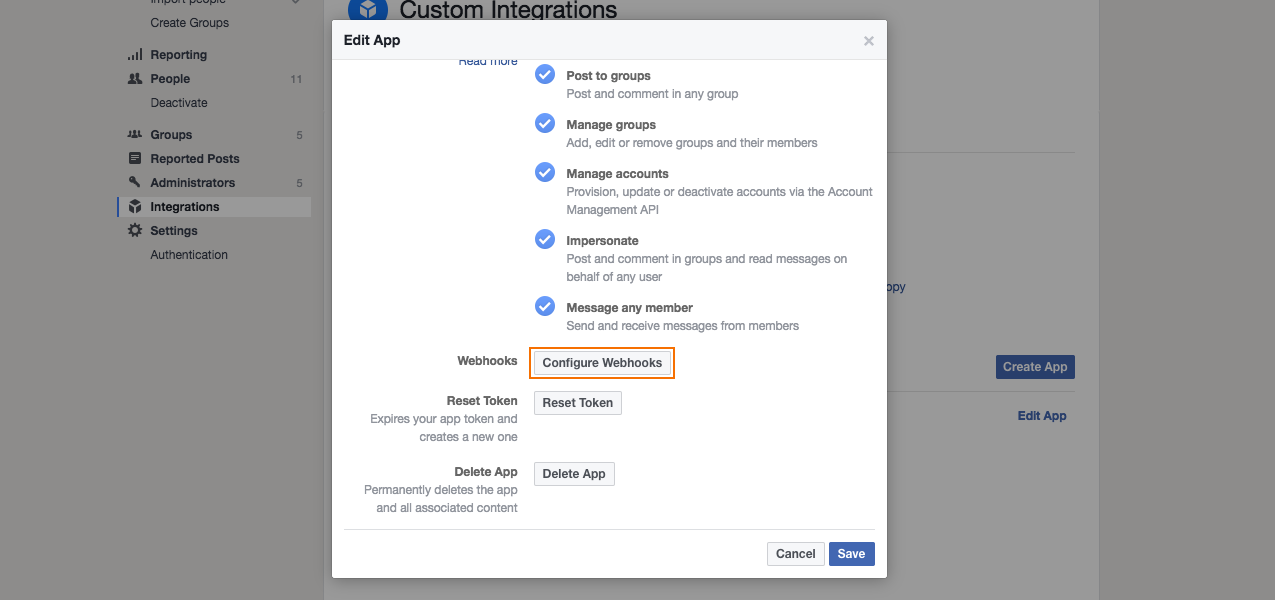 Import people
Create Groups
Reporting
People 11
Deactivate
Groups 5
Reported Posts
Administrators 5
Integrations
Settings
Authentication
Custom Integrations
Edit App ×
Read more
Post to groups
Post and comment in any group
Manage groups
Add, edit or remove groups and their members
Manage accounts
Provision, update or deactivate accounts via the Account
Management API
Impersonate
Post and comment in groups and read messages on
behalf of any user
Message any member
Send and receive messages from members
Webhooks Configure Webhooks
Reset Token Reset Token
Expires your app token and
creates a new one
Delete App Delete App
Permanently deletes the app
and all associated content
Cancel Save
opy
Create App
Edit App